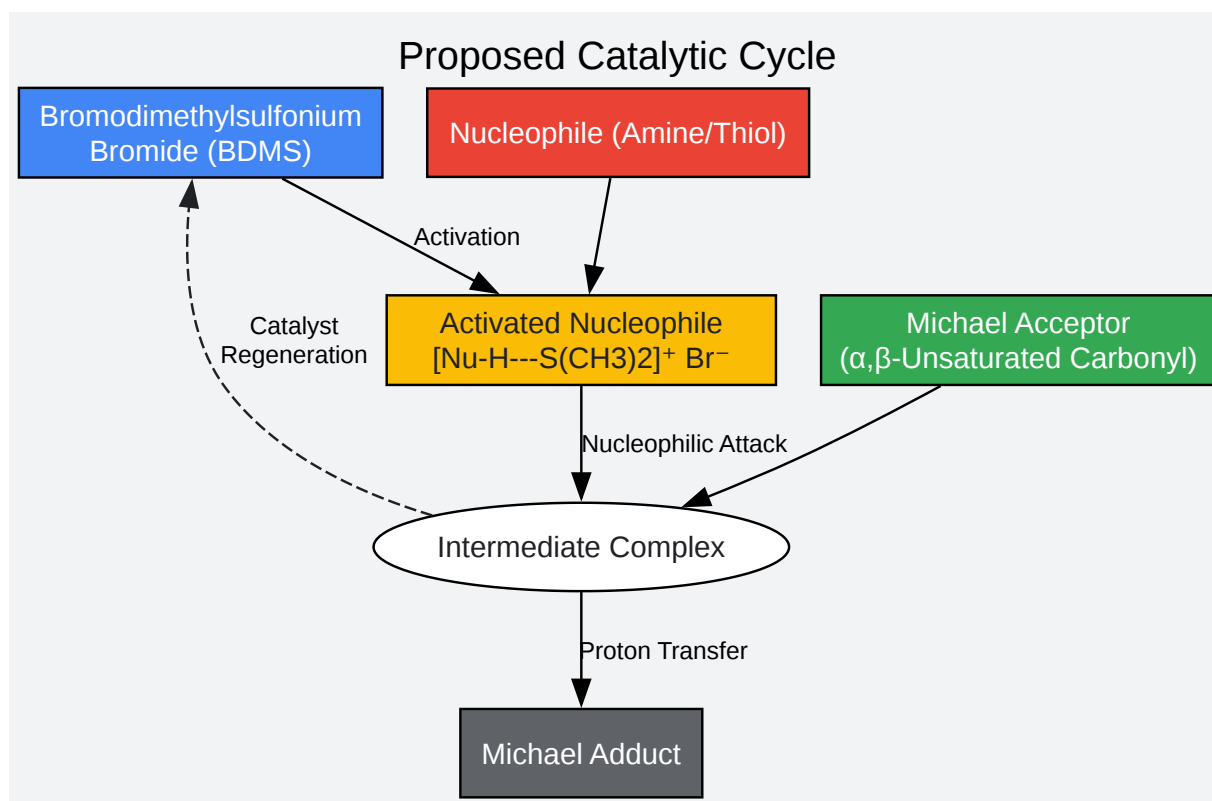 Proposed Catalytic Cycle
Bromodimethylsulfonium
Bromide (BDMS)
Nucleophile (Amine/Thiol)
Activation
Catalyst
Regeneration
Activated Nucleophile
[Nu-H---S(CH3)2]⁺ Br⁻
Michael Acceptor
(α,β-Unsaturated Carbonyl)
Nucleophilic Attack
Intermediate Complex
Proton Transfer
Michael Adduct